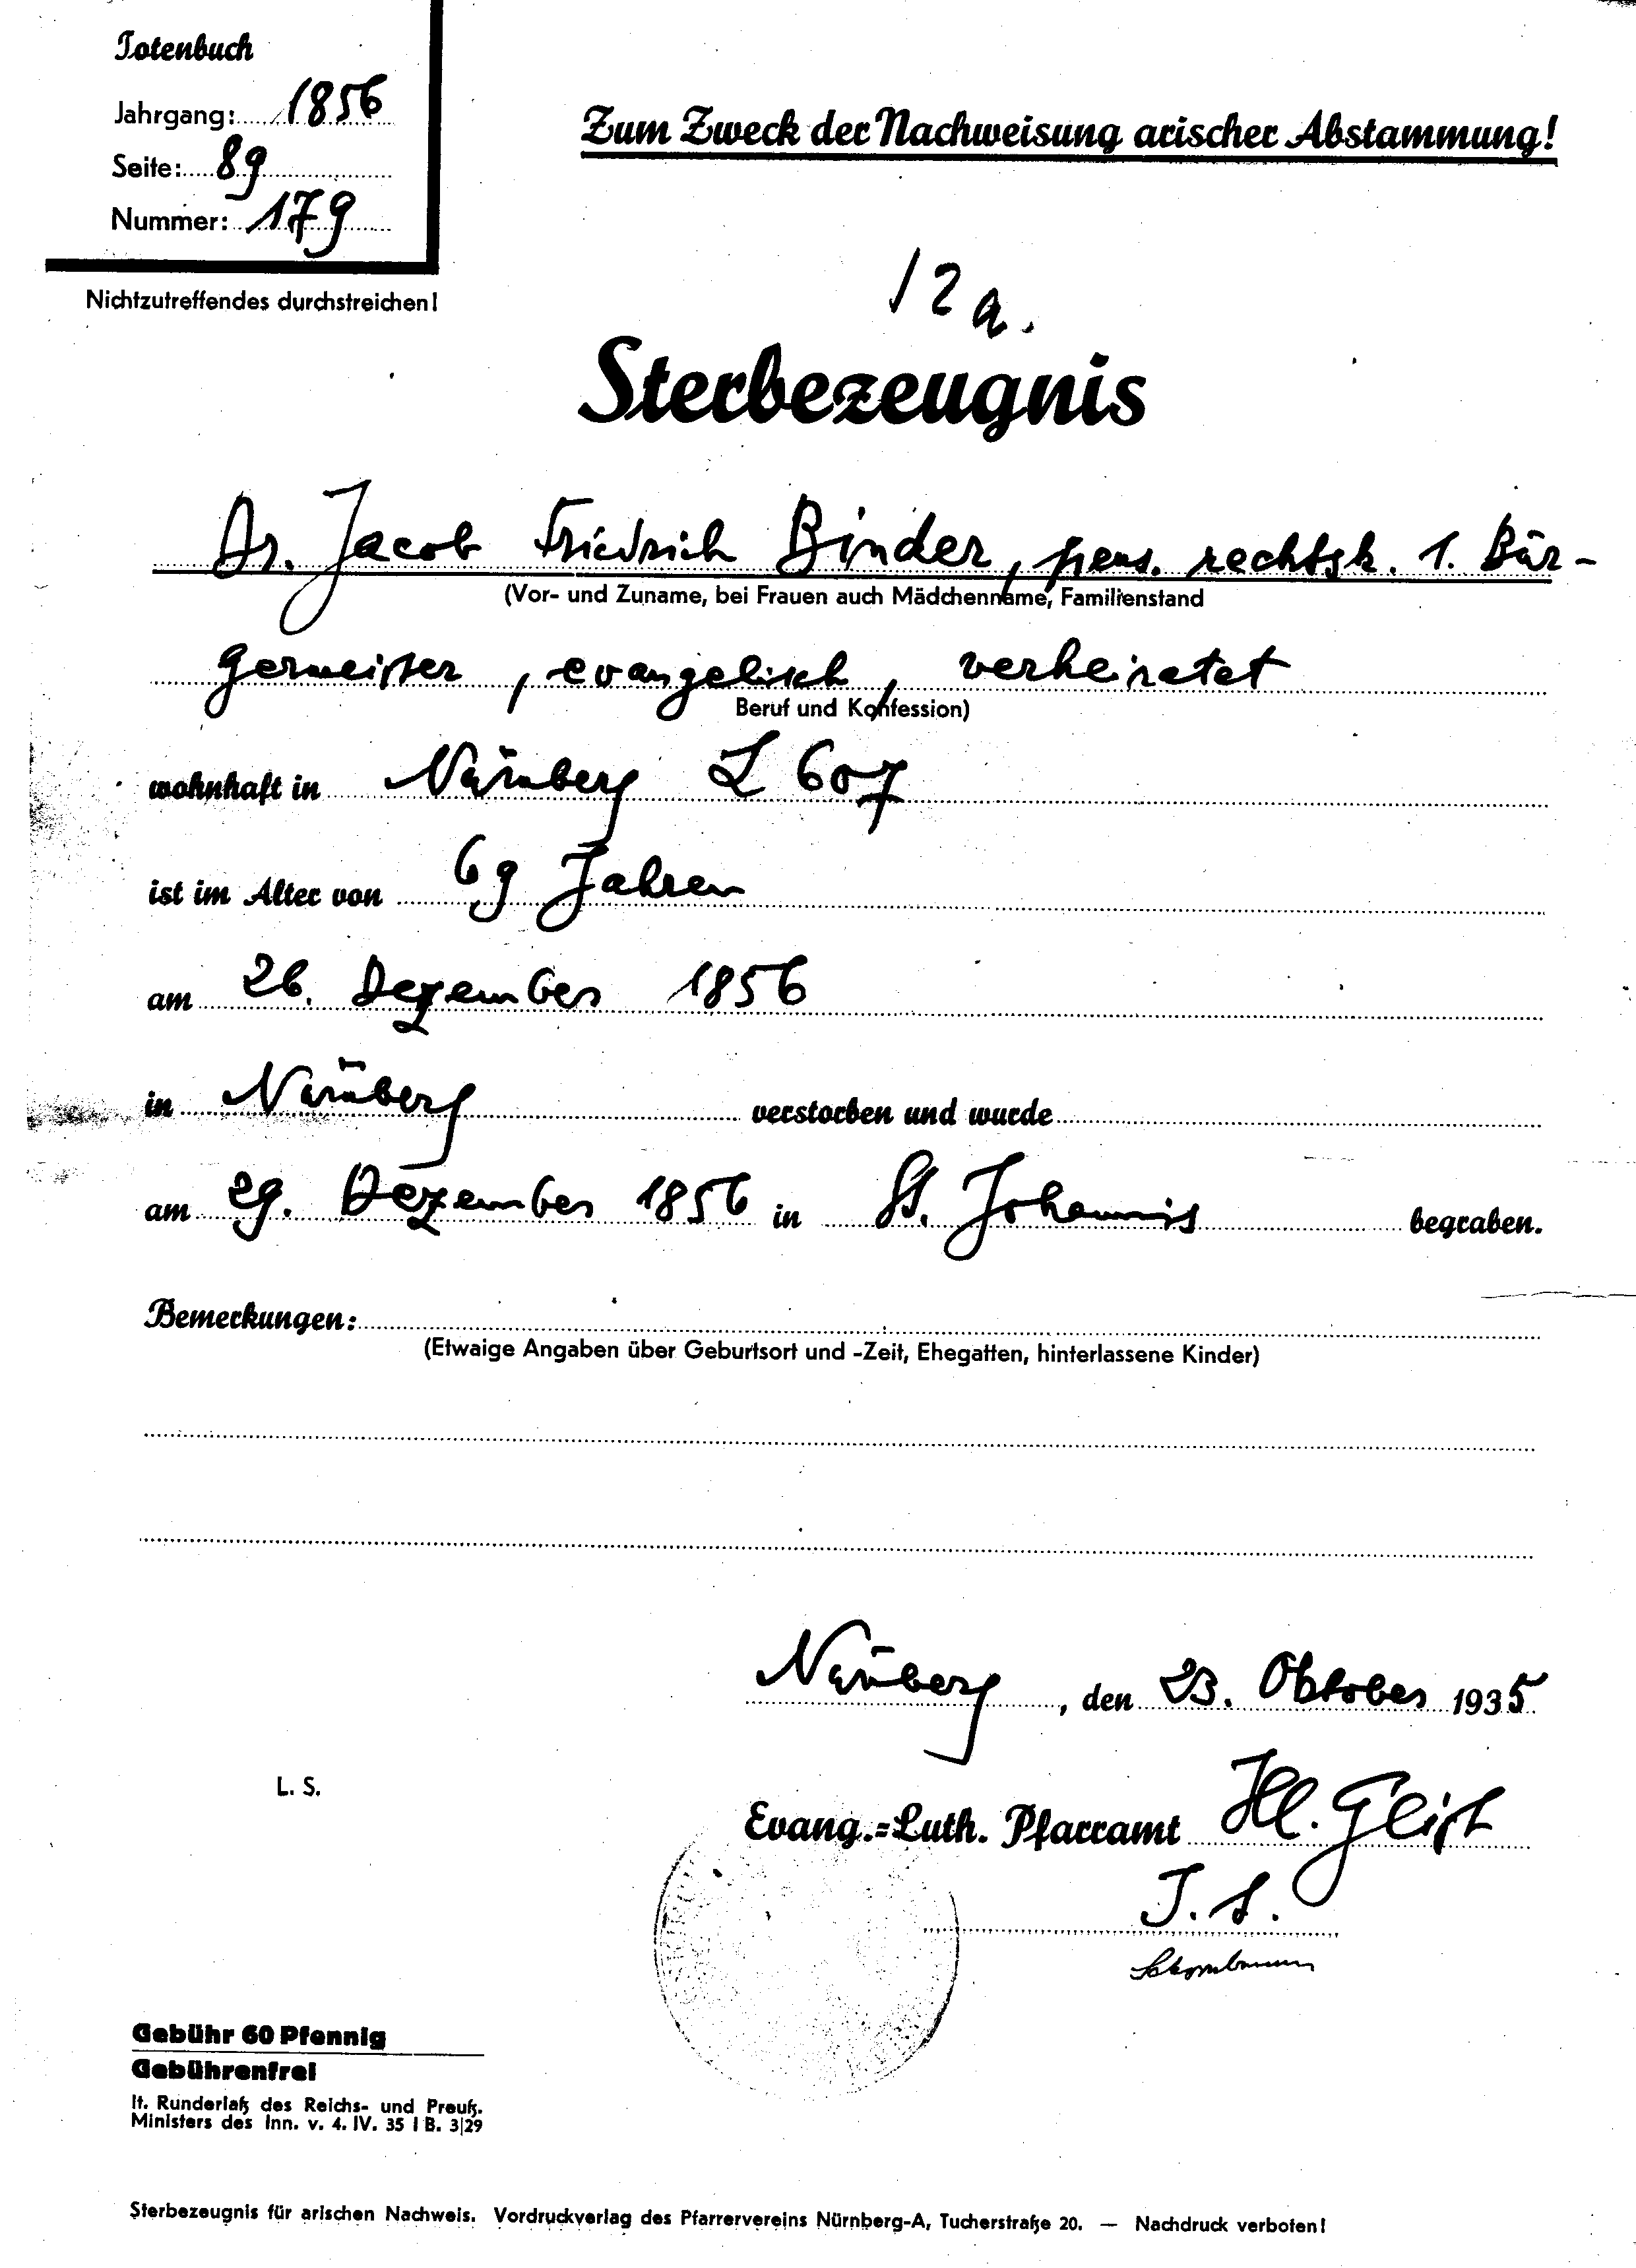 Totenbuch
Jahrgang: 1856
Seite: 89
Nummer: 179
Nichtzutreffendes durchstreichen!
Zum Zweck der Nachweisung arischer Abstammung!
12 a.
Sterbezeugnis
Dr. Jacob Friedrich Binder, pens. rechtsk. 1. Bür-
(Vor- und Zuname, bei Frauen auch Mädchenname, Familienstand
germeister, evangelisch, verheiratet
Beruf und Konfession)
wohnhaft in Nürnberg L 607
ist im Alter von 69 Jahren
am 26. Dezember 1856
in Nürnberg verstorben und wurde
am 29. Dezember 1856 in St. Johannis begraben.
Bemerkungen:
(Etwaige Angaben über Geburtsort und -Zeit, Ehegatten, hinterlassene Kinder)
Nürnberg, den 23. Oktober 1935
L. S.
Evang.=Luth. Pfarramt Hl. Geist
Gebühr 60 Pfennig
Gebührenfrei
lt. Runderlaß des Reichs- und Preuß.
Ministers des Inn. v. 4. IV. 35 I B. 3|29
Sterbezeugnis für arischen Nachweis. Vordruckverlag des Pfarrervereins Nürnberg-A, Tucherstraße 20. — Nachdruck verboten!